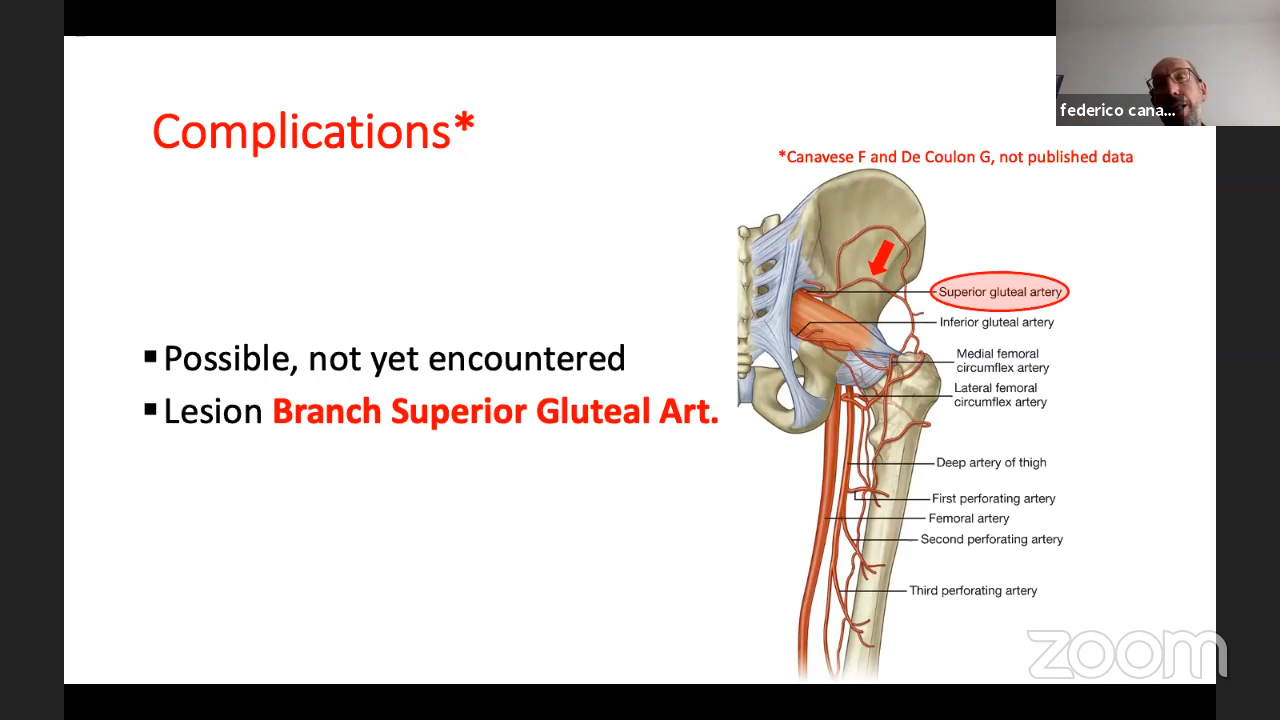 federico cana...
Complications*
*Canavese F and De Coulon G, not published data
▪Possible, not yet encountered
▪Lesion Branch Superior Gluteal Art.
Superior gluteal artery
Inferior gluteal artery
Medial femoral
circumflex artery
Lateral femoral
circumflex artery
Deep artery of thigh
First perforating artery
Femoral artery
Second perforating artery
Third perforating artery
zoom